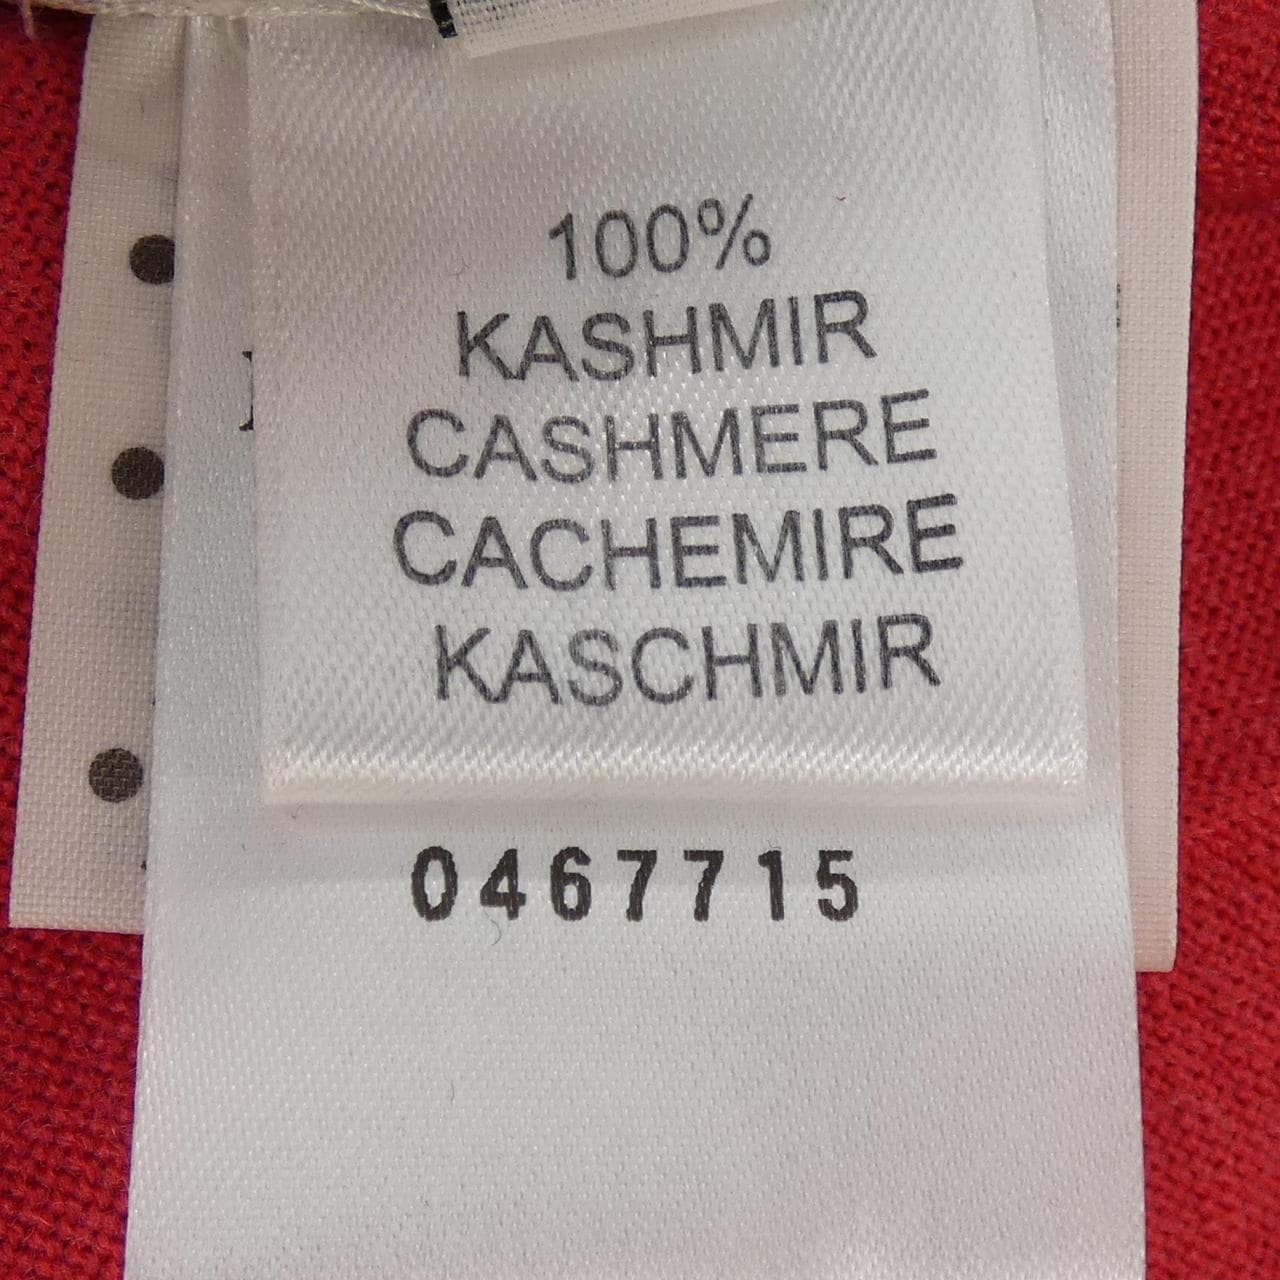 100%
KASHMIR
CASHMERE
CACHEMIRE
KASCHMIR
0467715